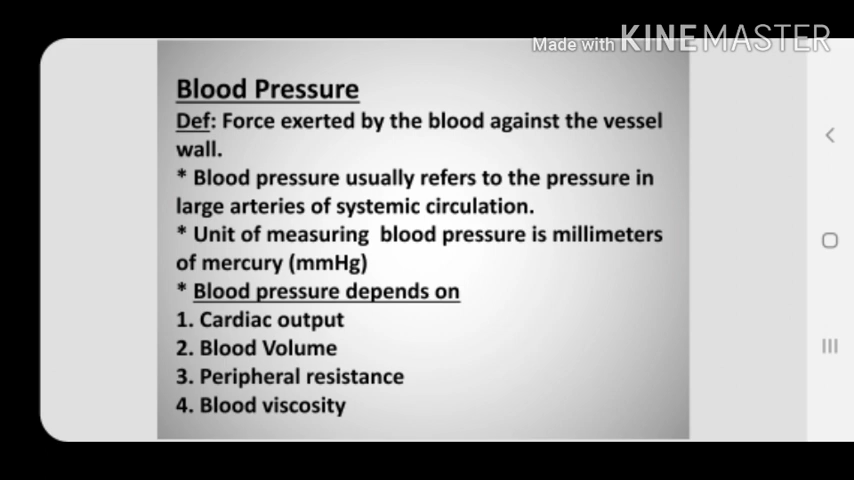 Made with KINEMASTER
Blood Pressure
Def: Force exerted by the blood against the vessel
wall.
* Blood pressure usually refers to the pressure in
large arteries of systemic circulation.
* Unit of measuring blood pressure is millimeters
of mercury (mmHg)
* Blood pressure depends on
1. Cardiac output
2. Blood Volume
3. Peripheral resistance
4. Blood viscosity